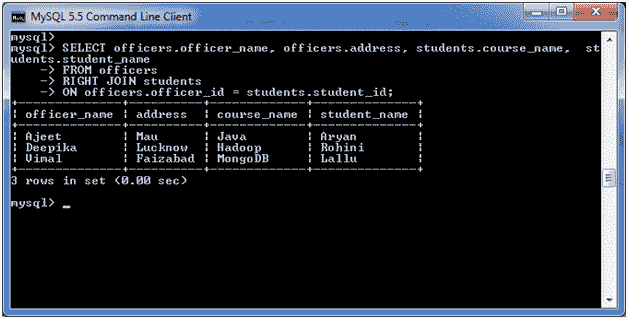 MySQL 5.5 Command Line Client
mysql>
mysql> SELECT officers.officer_name, officers.address, students.course_name,  st
udents.student_name
    -> FROM officers
    -> RIGHT JOIN students
    -> ON officers.officer_id = students.student_id;
+--------------+----------+-------------+--------------+
| officer_name | address  | course_name | student_name |
+--------------+----------+-------------+--------------+
| Ajeet        | Mau      | Java        | Aryan        |
| Deepika      | Lucknow  | Hadoop      | Rohini       |
| Vimal        | Faizabad | MongoDB     | Lallu        |
+--------------+----------+-------------+--------------+
3 rows in set (0.00 sec)
mysql> _